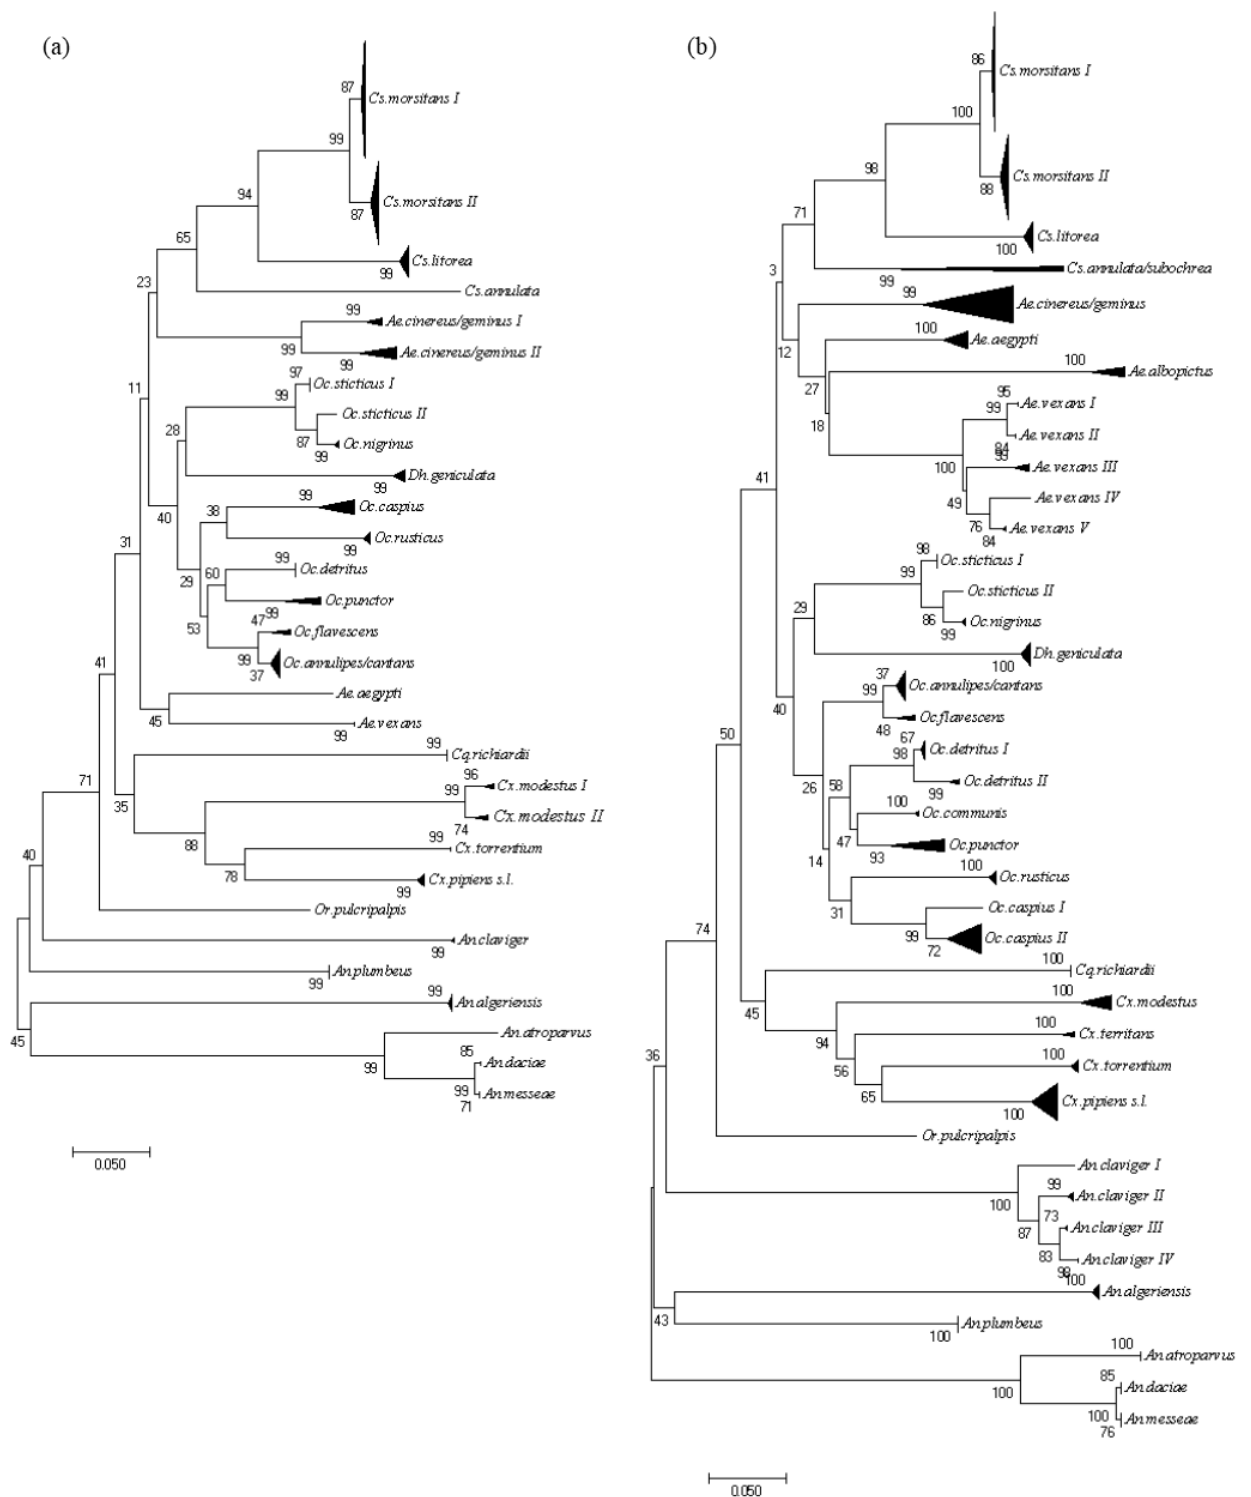 (a)
87
Cs.morsitans I
99
94
87
Cs.morsitans II
65
99
Cs.litorea
23
Cs.annulata
99
Ae.cinereus/geminus I
99
99
Ae.cinereus/geminus II
11
97
Oc.sticticus I
99
Oc.sticticus II
28
87
99
Oc.nigrinus
99
Dh.geniculata
40
99
Oc.caspius
38
99
Oc.rusticus
31
29
60
99
Oc.detritus
99
Oc.punctor
53
47
Oc.flavescens
99
37
Oc.annulipes/cantans
41
Ae.aegypti
45
99
Ae.vexans
99
Cq.richiardii
71
35
96
Cx.modestus I
99
74
Cx.modestus II
88
99
Cx.torrentium
78
99
Cx.pipiens s.l.
40
Or.pulcripalpis
99
An.claviger
99
An.plumbeus
99
An.algeriensis
45
An.atroparvus
99
85
An.daciae
99
71
An.messeae
0.050
(b)
86
Cs.morsitans I
100
98
88
Cs.morsitans II
71
100
Cs.litorea
3
99
Cs.annulata/subochrea
99
Ae.cinereus/geminus
12
100
Ae.aegypti
27
100
Ae.albopictus
18
95
Ae.vexans I
99
84
Ae.vexans II
100
99
Ae.vexans III
49
Ae.vexans IV
76
84
Ae.vexans V
41
98
Oc.sticticus I
99
Oc.sticticus II
29
86
99
Oc.nigrinus
100
Dh.geniculata
40
37
Oc.annulipes/cantans
99
48
Oc.flavescens
26
67
Oc.detritus I
98
99
Oc.detritus II
58
100
Oc.communis
47
93
Oc.punctor
14
100
Oc.rusticus
31
Oc.caspius I
99
72
Oc.caspius II
50
100
Cq.richiardii
45
100
Cx.modestus
94
100
Cx.territans
56
100
Cx.torrentium
65
100
Cx.pipiens s.l.
74
Or.pulcripalpis
36
An.claviger I
100
99
An.claviger II
87
73
An.claviger III
83
98
An.claviger IV
100
An.algeriensis
43
100
An.plumbeus
100
An.atroparvus
100
85
An.daciae
100
76
An.messeae
0.050